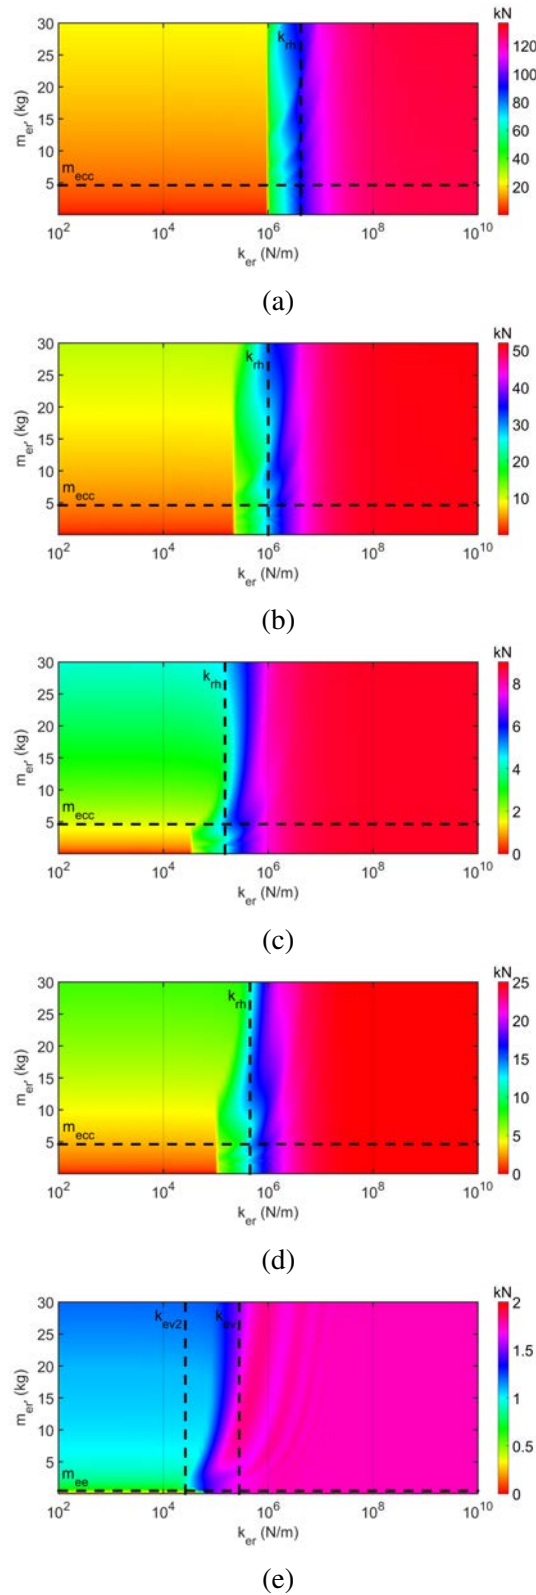 kN
30
25
20
15
10
5
m_er' (kg)
k_rh
m_ecc
120
100
80
60
40
20
10^2 10^4 10^6 10^8 10^10
k_er (N/m)
(a)
kN
30
25
20
15
10
5
m_er' (kg)
k_rh
m_ecc
50
40
30
20
10
10^2 10^4 10^6 10^8 10^10
k_er (N/m)
(b)
kN
30
25
20
15
10
5
m_er' (kg)
k_rh
m_ecc
8
6
4
2
0
10^2 10^4 10^6 10^8 10^10
k_er (N/m)
(c)
kN
30
25
20
15
10
5
m_er' (kg)
k_rh
m_ecc
25
20
15
10
5
0
10^2 10^4 10^6 10^8 10^10
k_er (N/m)
(d)
kN
30
25
20
15
10
5
m_er' (kg)
k_ev2 k_ev
m_ee
2
1.5
1
0.5
0
10^2 10^4 10^6 10^8 10^10
k_er (N/m)
(e)